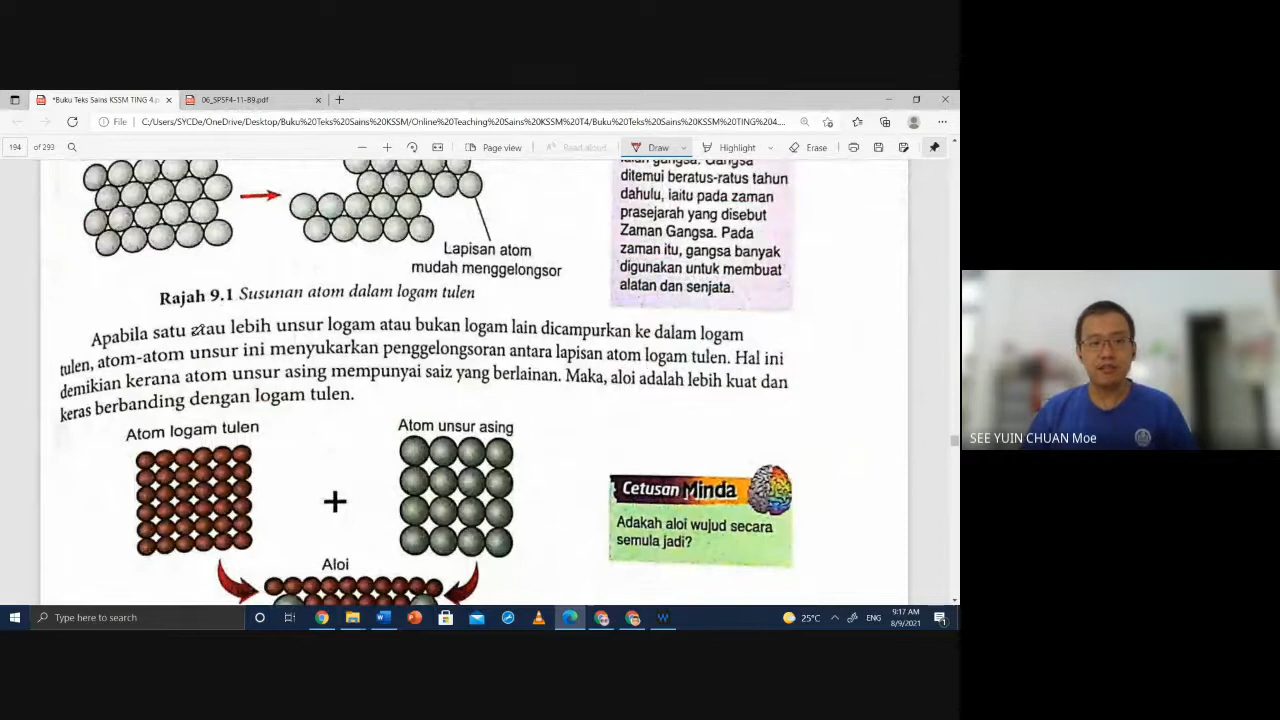 *Buku Teks Sains KSSM TING 4.p
06_SPSF4-11-B9.pdf
File
C:/Users/SYCDe/OneDrive/Desktop/Buku%20Teks%20Sains%20KSSM/Online%20Teaching%20Sains%20KSSM%20T4/Buku%20Teks%20Sains%20KSSM%20TING%204....
194 of 293
Page view
Read aloud
Draw
Highlight
Erase
ialah gangsa. Gangsa
ditemui beratus-ratus tahun
dahulu, iaitu pada zaman
prasejarah yang disebut
Zaman Gangsa. Pada
zaman itu, gangsa banyak
digunakan untuk membuat
alatan dan senjata.
Lapisan atom
mudah menggelongsor
Rajah 9.1 Susunan atom dalam logam tulen
Apabila satu atau lebih unsur logam atau bukan logam lain dicampurkan ke dalam logam
tulen, atom-atom unsur ini menyukarkan penggelongsoran antara lapisan atom logam tulen. Hal ini
demikian kerana atom unsur asing mempunyai saiz yang berlainan. Maka, aloi adalah lebih kuat dan
keras berbanding dengan logam tulen.
Atom logam tulen
Atom unsur asing
+
Aloi
Cetusan Minda
Adakah aloi wujud secara
semula jadi?
SEE YUIN CHUAN Moe
Type here to search
25°C
ENG
9:17 AM
8/9/2021
1